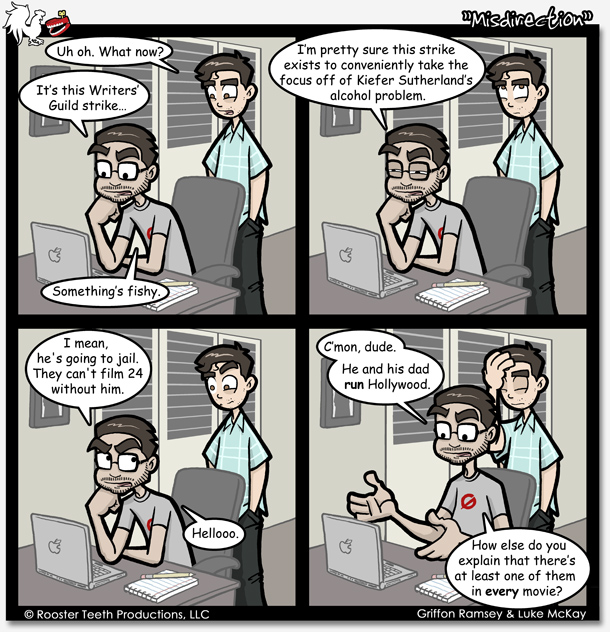 "Misdirection"
Uh oh. What now?
It's this Writers'
Guild strike...
Something's fishy.
I'm pretty sure this strike
exists to conveniently take the
focus off of Kiefer Sutherland's
alcohol problem.
I mean,
he's going to jail.
They can't film 24
without him.
Hellooo.
C'mon, dude.
He and his dad
run Hollywood.
How else do you
explain that there's
at least one of them
in every movie?
© Rooster Teeth Productions, LLC
Griffon Ramsey & Luke McKay